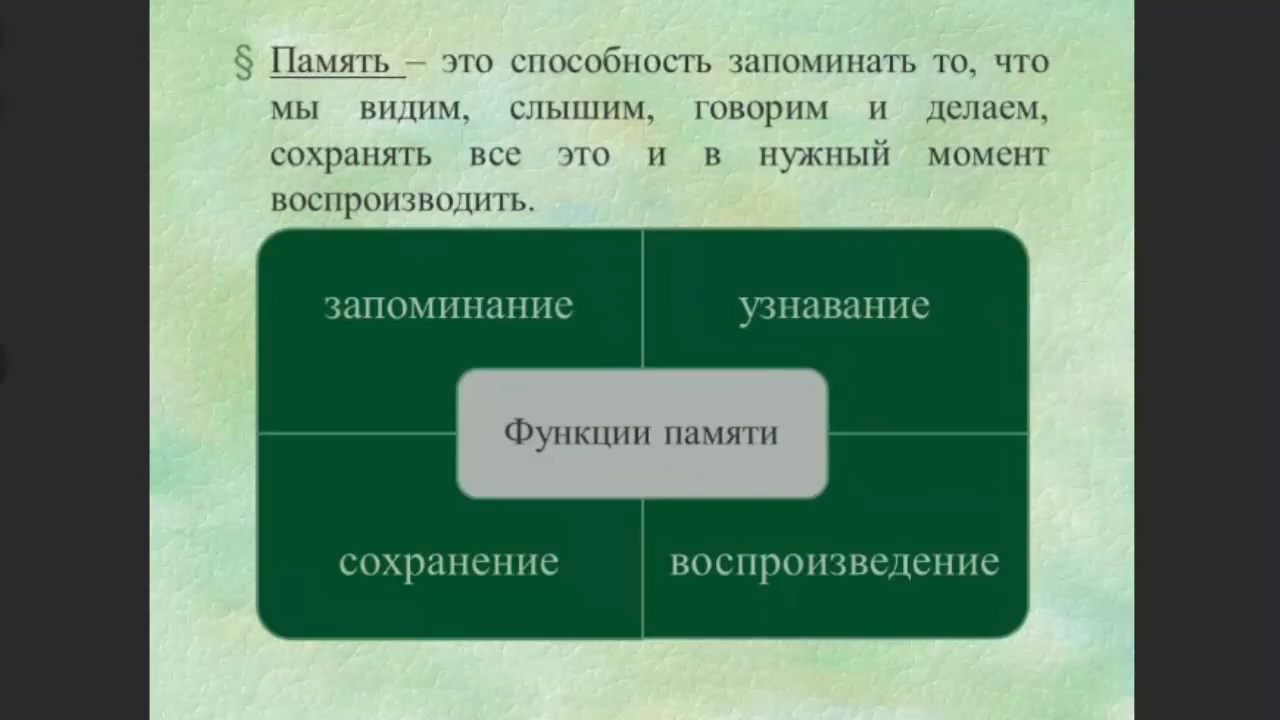 § Память – это способность запоминать то, что
мы видим, слышим, говорим и делаем,
сохранять все это и в нужный момент
воспроизводить.
запоминание
узнавание
Функции памяти
сохранение
воспроизведение